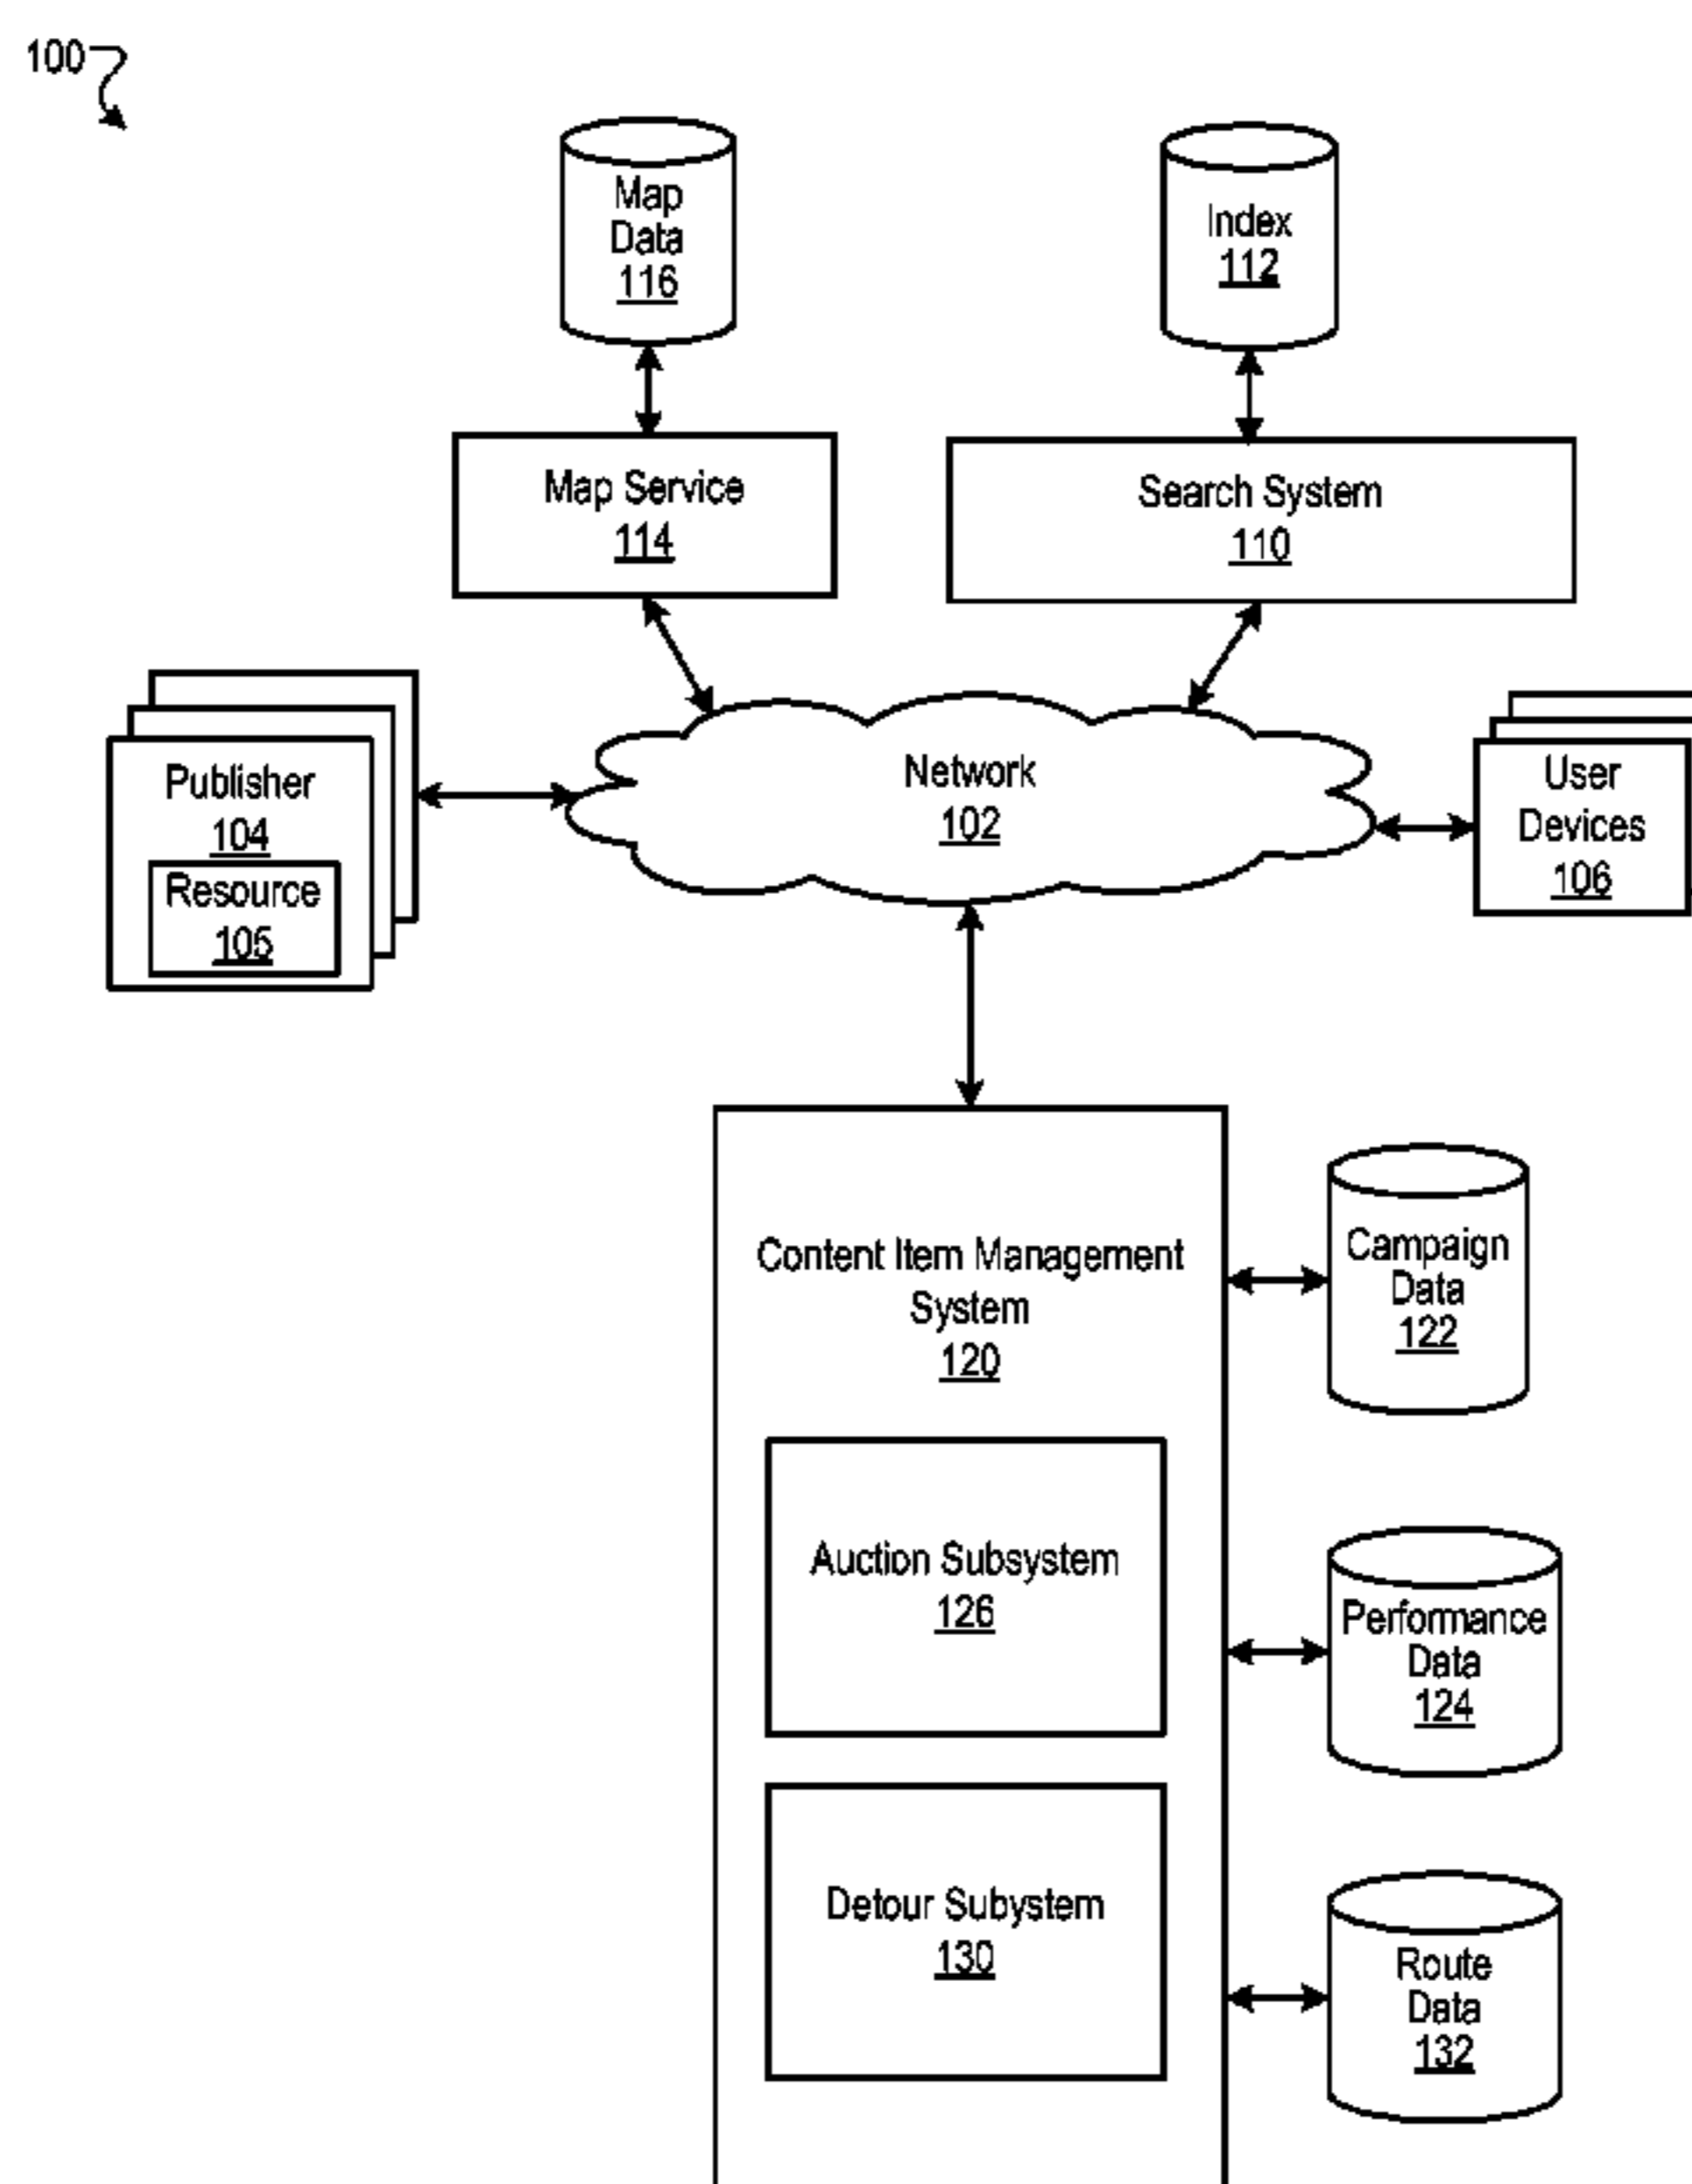 100
Map
Data
116
Index
112
Map Service
114
Search System
110
Publisher
104
Resource
105
Network
102
User
Devices
106
Content Item Management
System
120
Campaign
Data
122
Auction Subsystem
126
Performance
Data
124
Detour Subystem
130
Route
Data
132